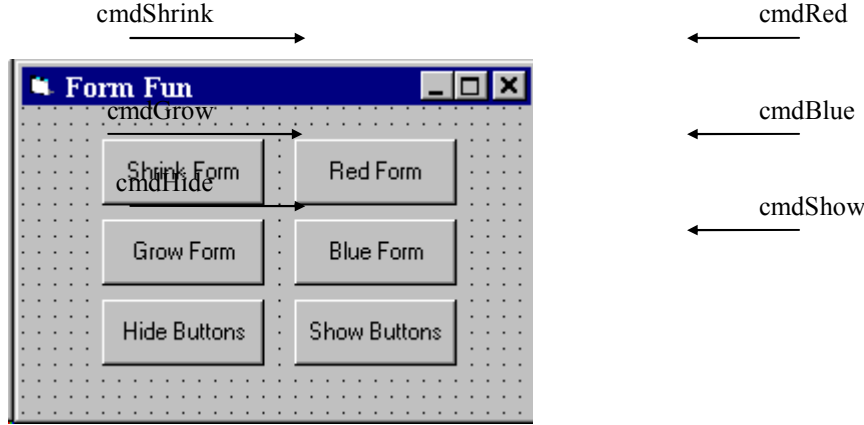 cmdShrink cmdRed
Form Fun
cmdGrow cmdBlue
Shrink Form Red Form
cmdHide
cmdShow
Grow Form Blue Form
Hide Buttons Show Buttons